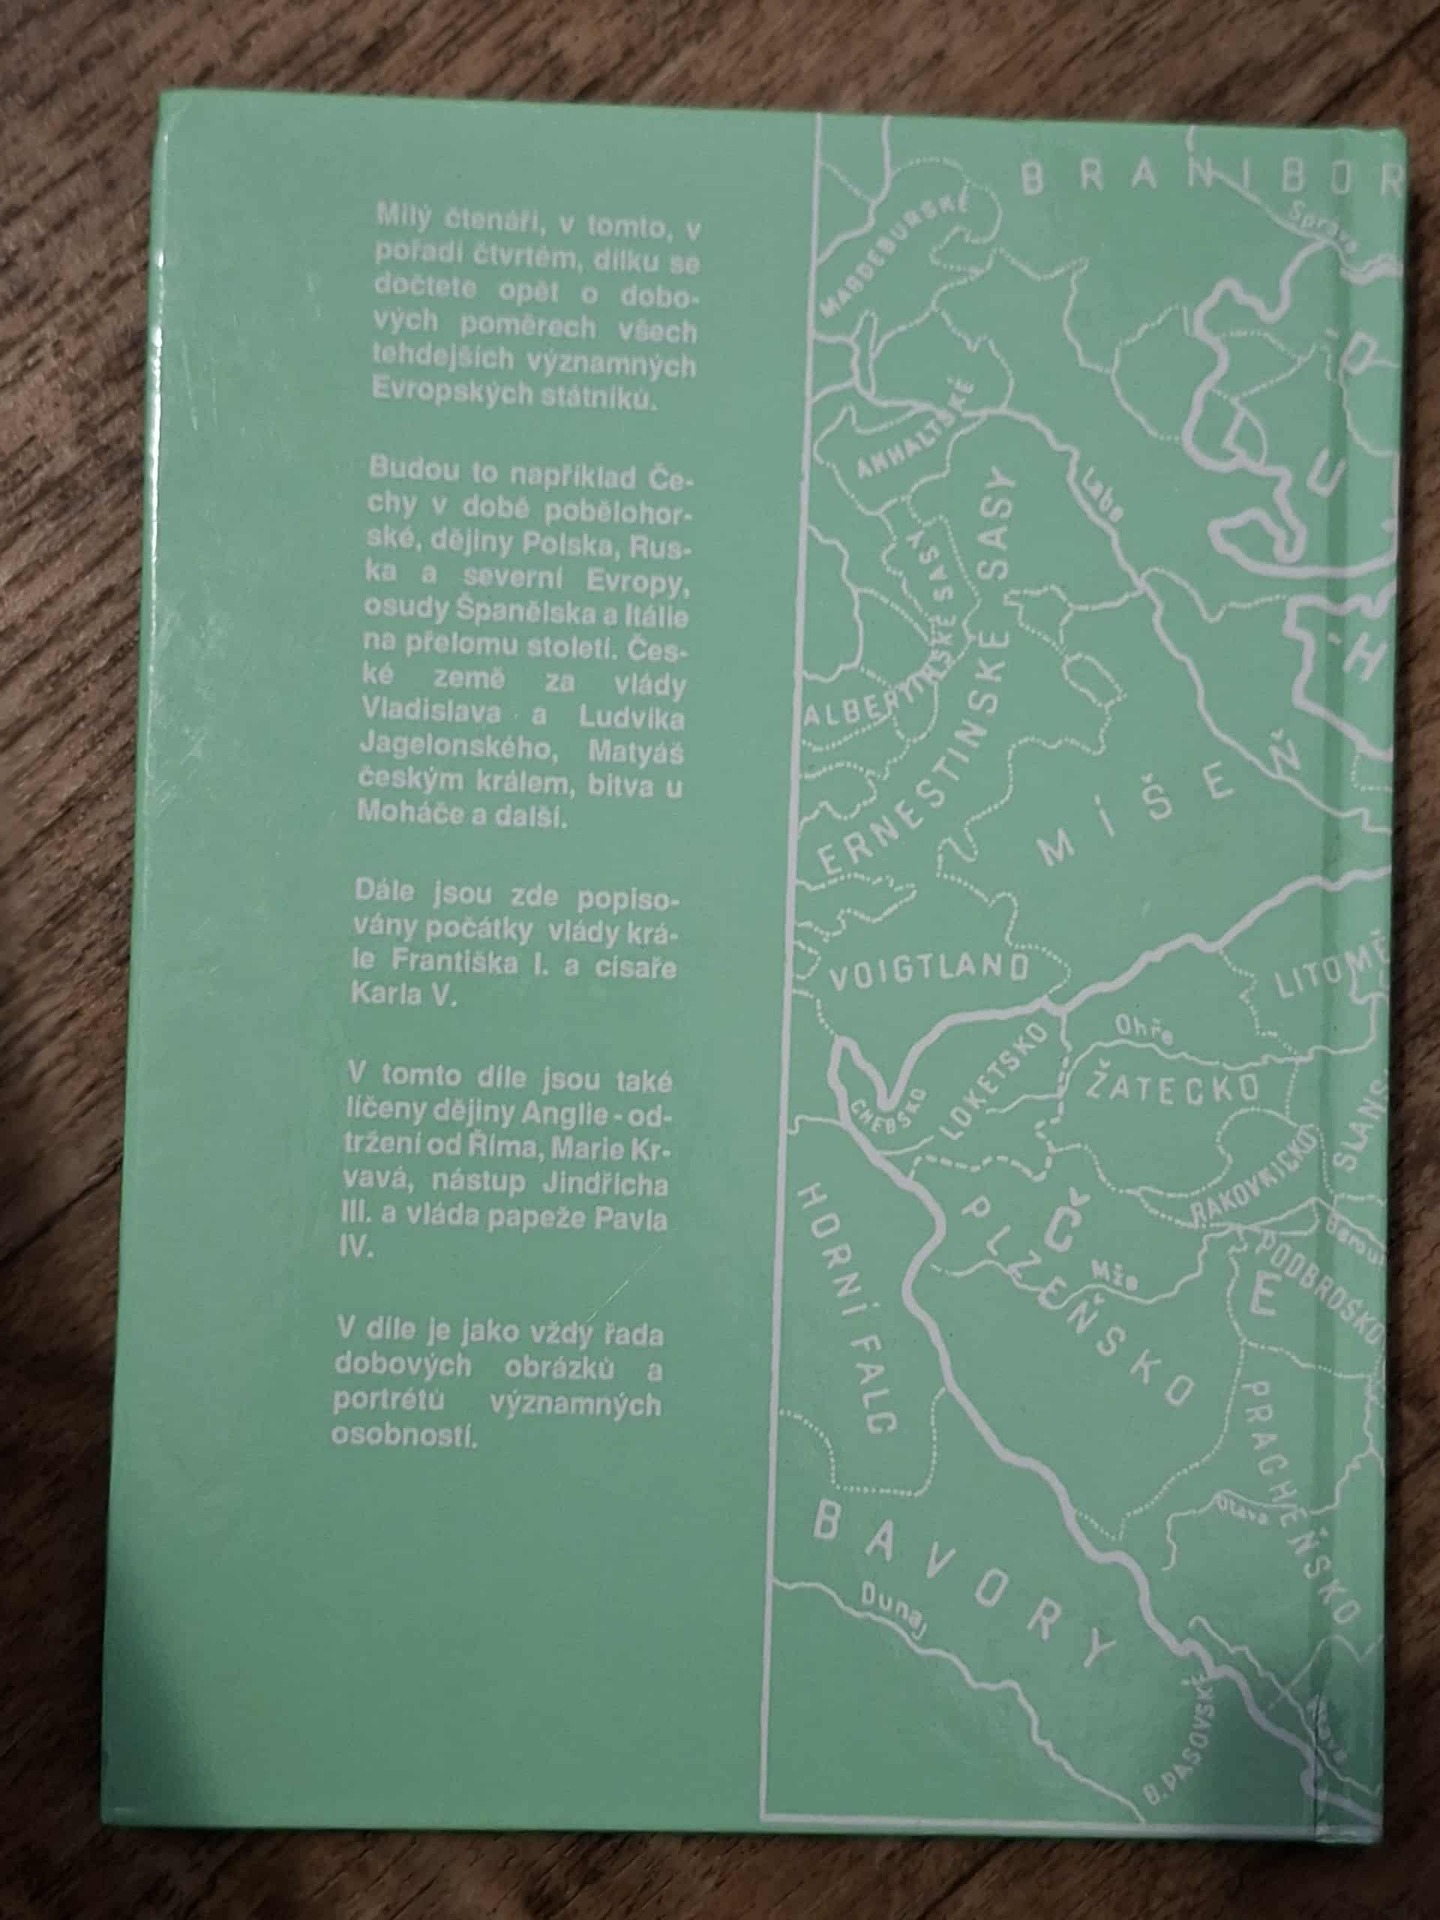 Milý čtenáři, v tomto, v
pořadí čtvrtém, dílku se
dočtete opět o dobo-
vých poměrech všech
tehdejších významných
Evropských státníků.
Budou to například Če-
chy v době pobělohor-
ské, dějiny Polska, Rus-
ka a severní Evropy,
osudy Španělska a Itálie
na přelomu století. Čes-
ké země za vlády
Vladislava a Ludvíka
Jagelonského, Matyáš
českým králem, bitva u
Moháče a další.
Dále jsou zde popiso-
vány počátky vlády krá-
le Františka I. a císaře
Karla V.
V tomto díle jsou také
líčeny dějiny Anglie - od-
tržení od Říma, Marie Kr-
vavá, nástup Jindřicha
III. a vláda papeže Pavla
IV.
V díle je jako vždy řada
dobových obrázků a
portrétů významných
osobností.
BRANIBOR
Spréva
MAGDEBURSKÉ
ANHALTSKÉ
Labe
L U
ALBERTINSKÉ SASY
ERNESTINSKÉ SASY
H
MÍŠEŇ
VOIGTLAND
LITOMĚ
Ohře
ŽATECKO
LOKETSKO
CHEBSKO
SLÁNS
RAKOVNICKO
Č E
PLZEŇSKO
Mže
Beroun
PODBRDSKO
HORNÍ FALC
PRACHEŇSKO
Otava
BAVORY
Dunaj
B. PASOVSKÉ